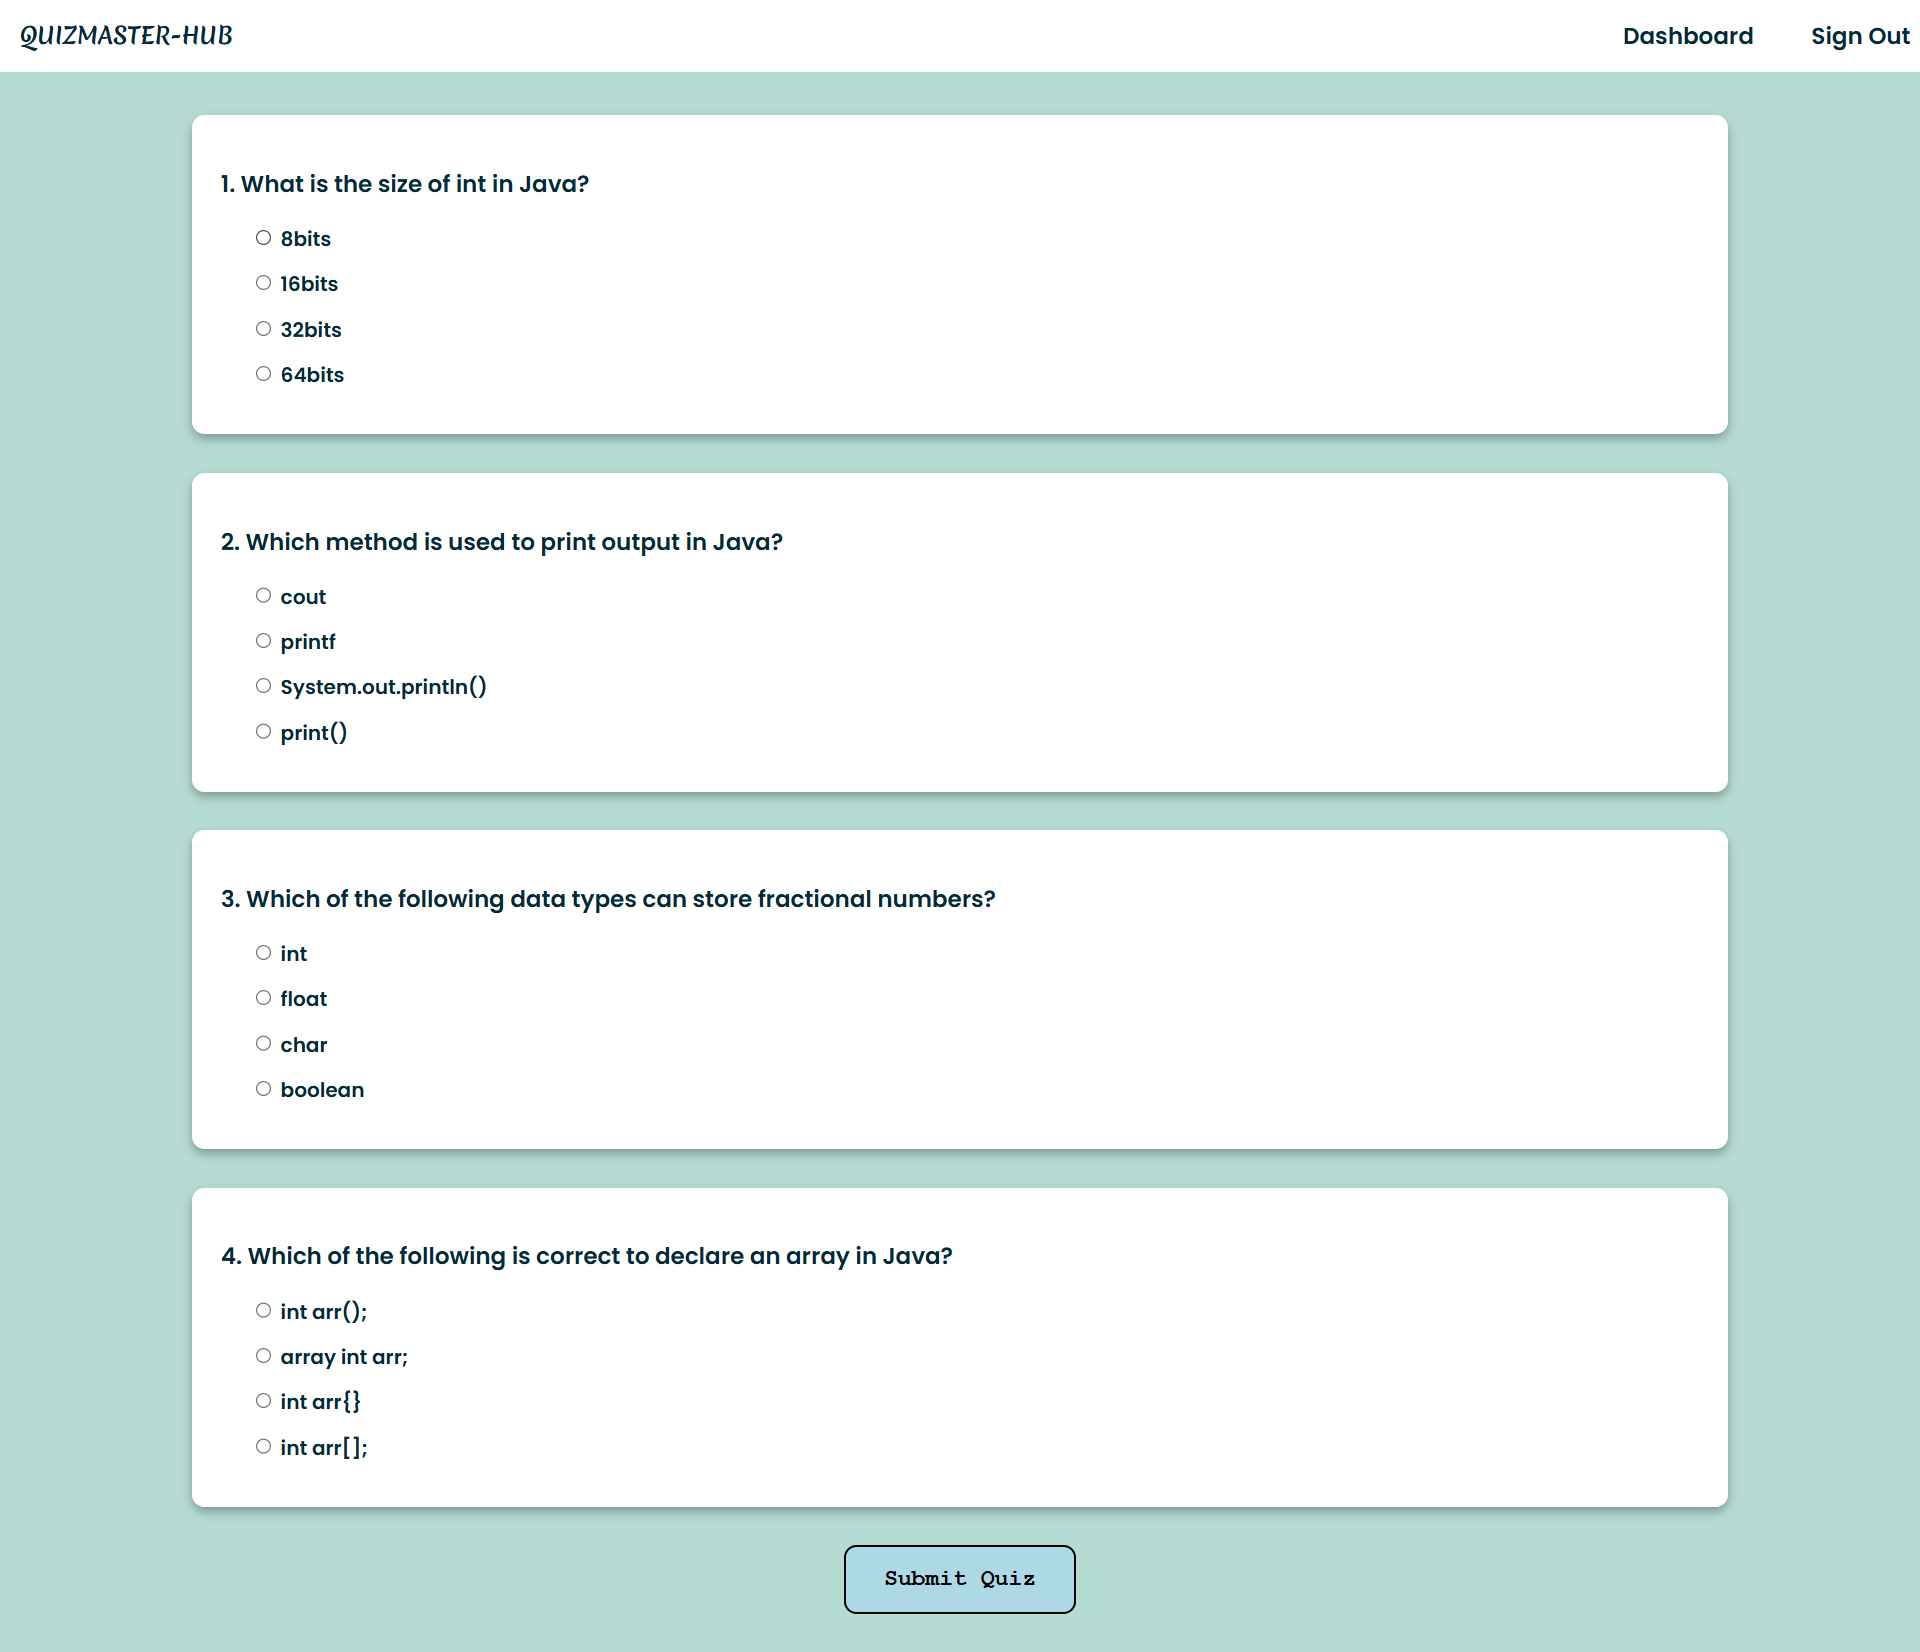 QUIZMASTER-HUB
Dashboard
Sign Out
1. What is the size of int in Java?
8bits
16bits
32bits
64bits
2. Which method is used to print output in Java?
cout
printf
System.out.println()
print()
3. Which of the following data types can store fractional numbers?
int
float
char
boolean
4. Which of the following is correct to declare an array in Java?
int arr();
array int arr;
int arr{}
int arr[];
Submit Quiz